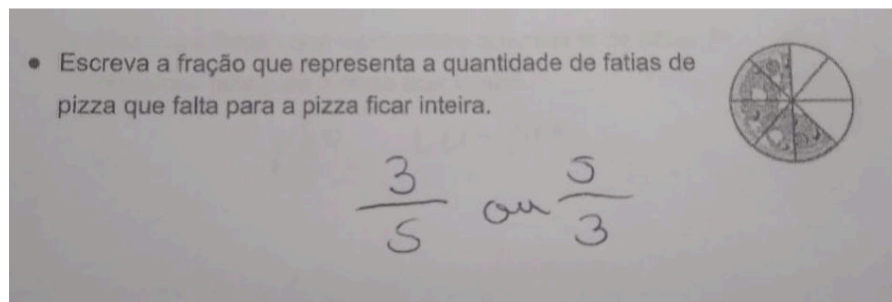 • Escreva a fração que representa a quantidade de fatias de
pizza que falta para a pizza ficar inteira.
3/5 ou 5/3